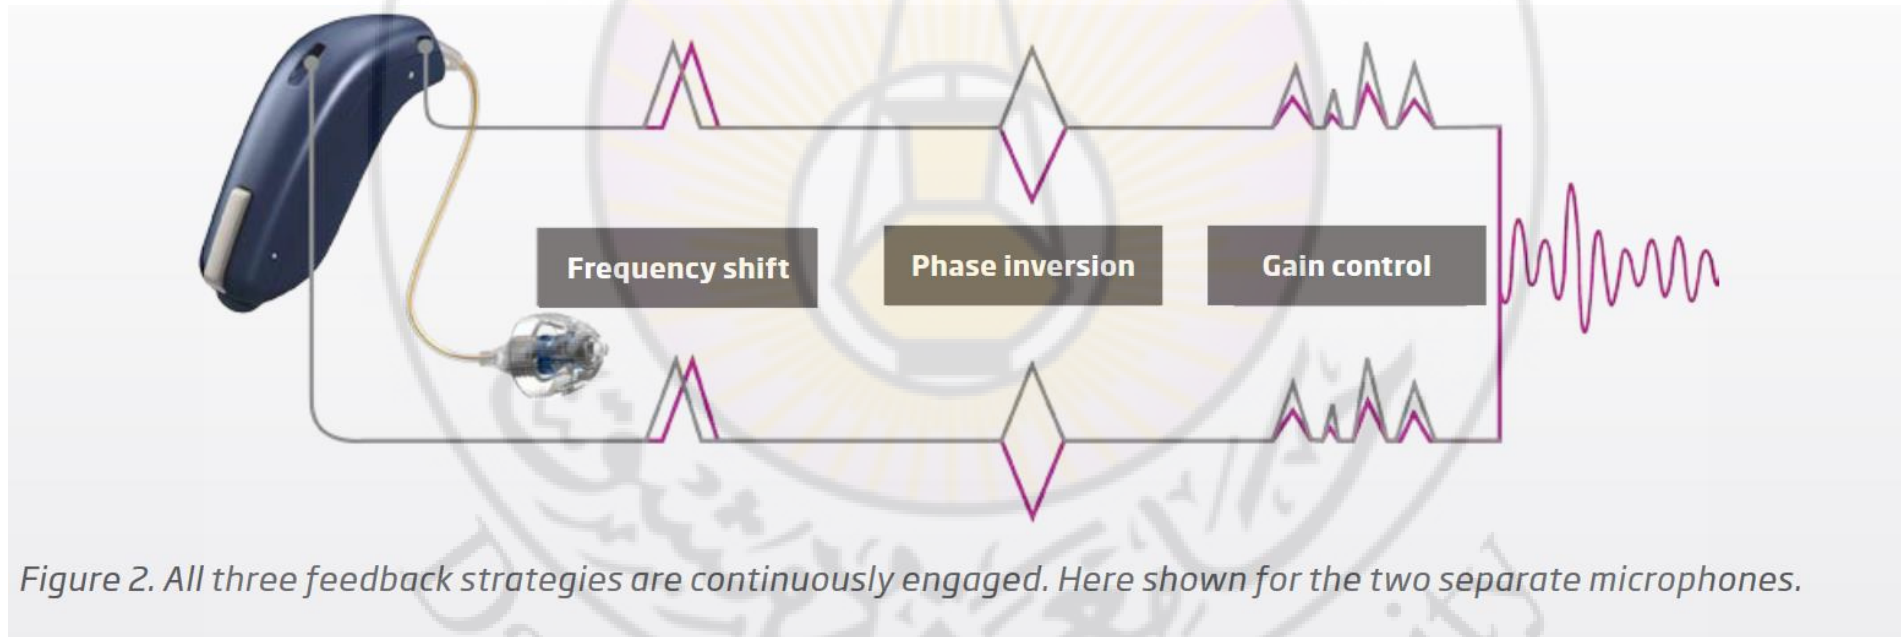 Frequency shift
Phase inversion
Gain control
Figure 2. All three feedback strategies are continuously engaged. Here shown for the two separate microphones.